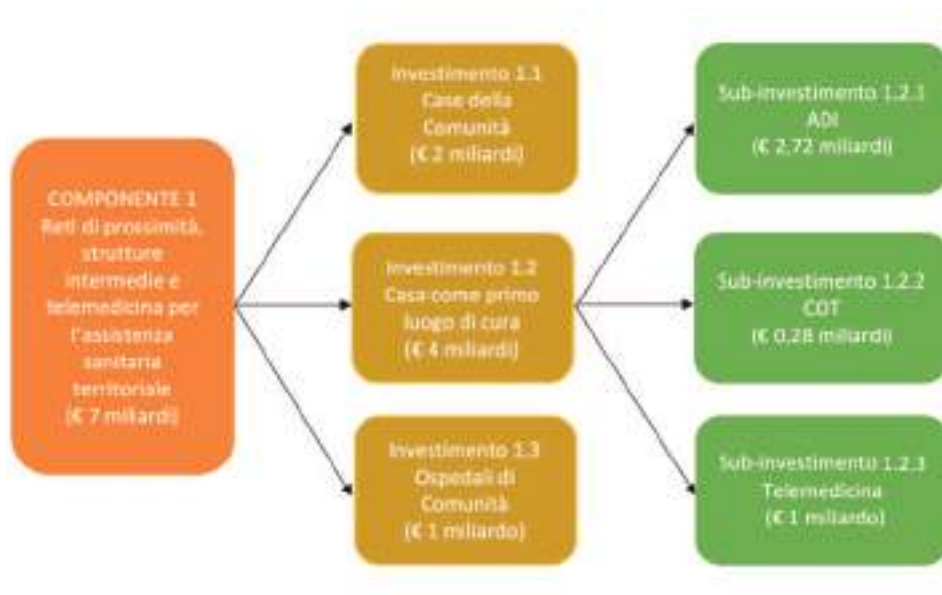 COMPONENTE 1
Reti di prossimità,
strutture
intermedie e
telemedicina per
l'assistenza
sanitaria
territoriale
(€ 7 miliardi)
Investimento 1.1
Case della
Comunità
(€ 2 miliardi)
Investimento 1.2
Casa come primo
luogo di cura
(€ 4 miliardi)
Investimento 1.3
Ospedali di
Comunità
(€ 1 miliardo)
Sub-investimento 1.2.1
ADI
(€ 2,72 miliardi)
Sub-investimento 1.2.2
COT
(€ 0,28 miliardi)
Sub-investimento 1.2.3
Telemedicina
(€ 1 miliardo)